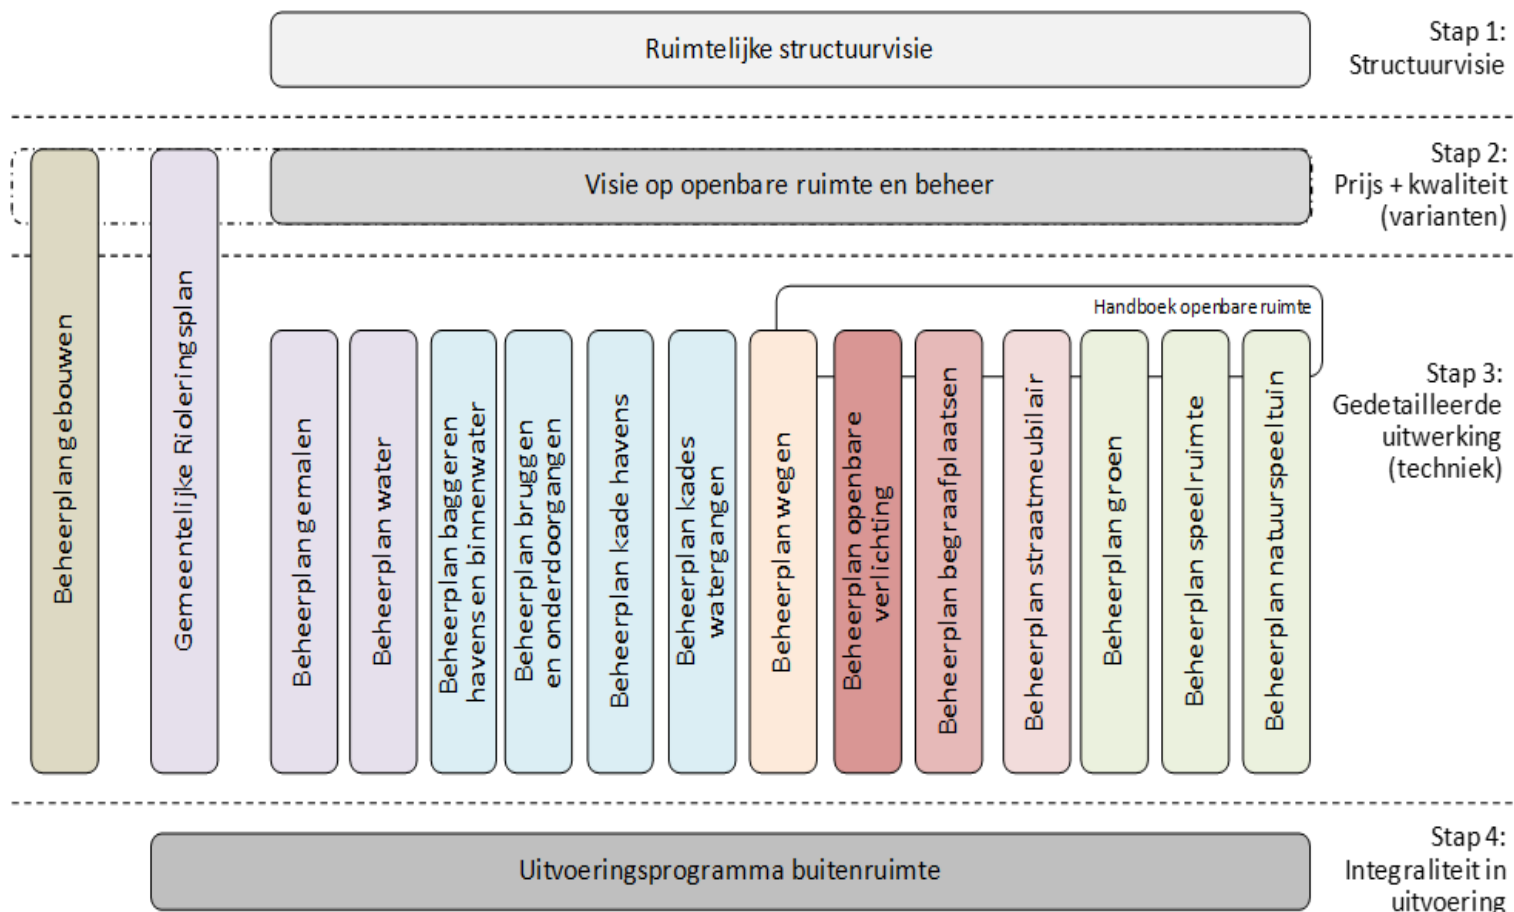 Ruimtelijke structuurvisie
Stap 1:
Structuurvisie
Visie op openbare ruimte en beheer
Stap 2:
Prijs + kwaliteit
(varianten)
Handboek openbare ruimte
Beheerplan gebouwen
Gemeentelijke Rioleringsplan
Beheerplan gemalen
Beheerplan water
Beheerplan baggeren
havens en binnenwater
Beheerplan bruggen
en onderdoorgangen
Beheerplan kade havens
Beheerplan kades
watergangen
Beheerplan wegen
Beheerplan openbare
verlichting
Beheerplan begraafplaatsen
Beheerplan straatmeubilair
Beheerplan groen
Beheerplan speelruimte
Beheerplan natuurspeeltuin
Stap 3:
Gedetailleerde
uitwerking
(techniek)
Uitvoeringsprogramma buitenruimte
Stap 4:
Integraliteit in
uitvoering